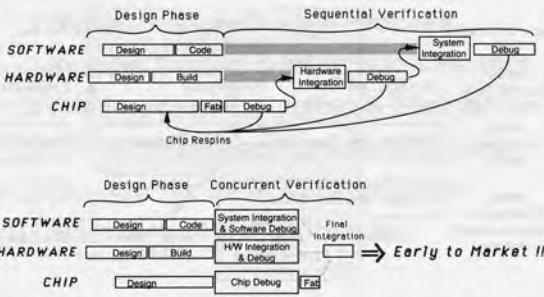 Design Phase Sequential Verification
SOFTWARE Design Code System Integration Debug
HARDWARE Design Build Hardware Integration Debug
CHIP Design Fab Debug
Chip Respins
Design Phase Concurrent Verification
SOFTWARE Design Code System Integration & Software Debug
Final Integration
HARDWARE Design Build H/W Integration & Debug ⇒ Early to Market !!
CHIP Design Chip Debug Fab